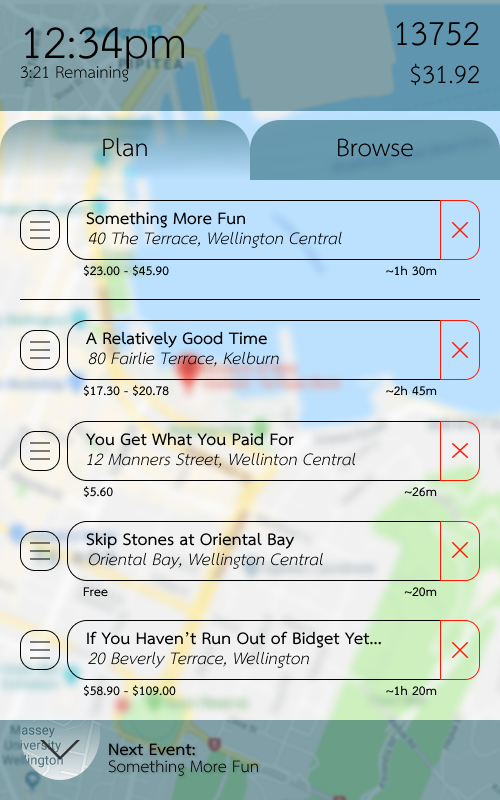 12:34pm
3:21 Remaining
13752
$31.92
PIPITEA
Plan
Browse
Something More Fun
40 The Terrace, Wellington Central
$23.00 - $45.90
~1h 30m
A Relatively Good Time
80 Fairlie Terrace, Kelburn
$17.30 - $20.78
~2h 45m
You Get What You Paid For
12 Manners Street, Wellinton Central
$5.60
~26m
Skip Stones at Oriental Bay
Oriental Bay, Wellington Central
Free
~20m
If You Haven't Run Out of Bidget Yet...
20 Beverly Terrace, Wellington
$58.90 - $109.00
~1h 20m
Massey
University
Wellington
Next Event:
Something More Fun